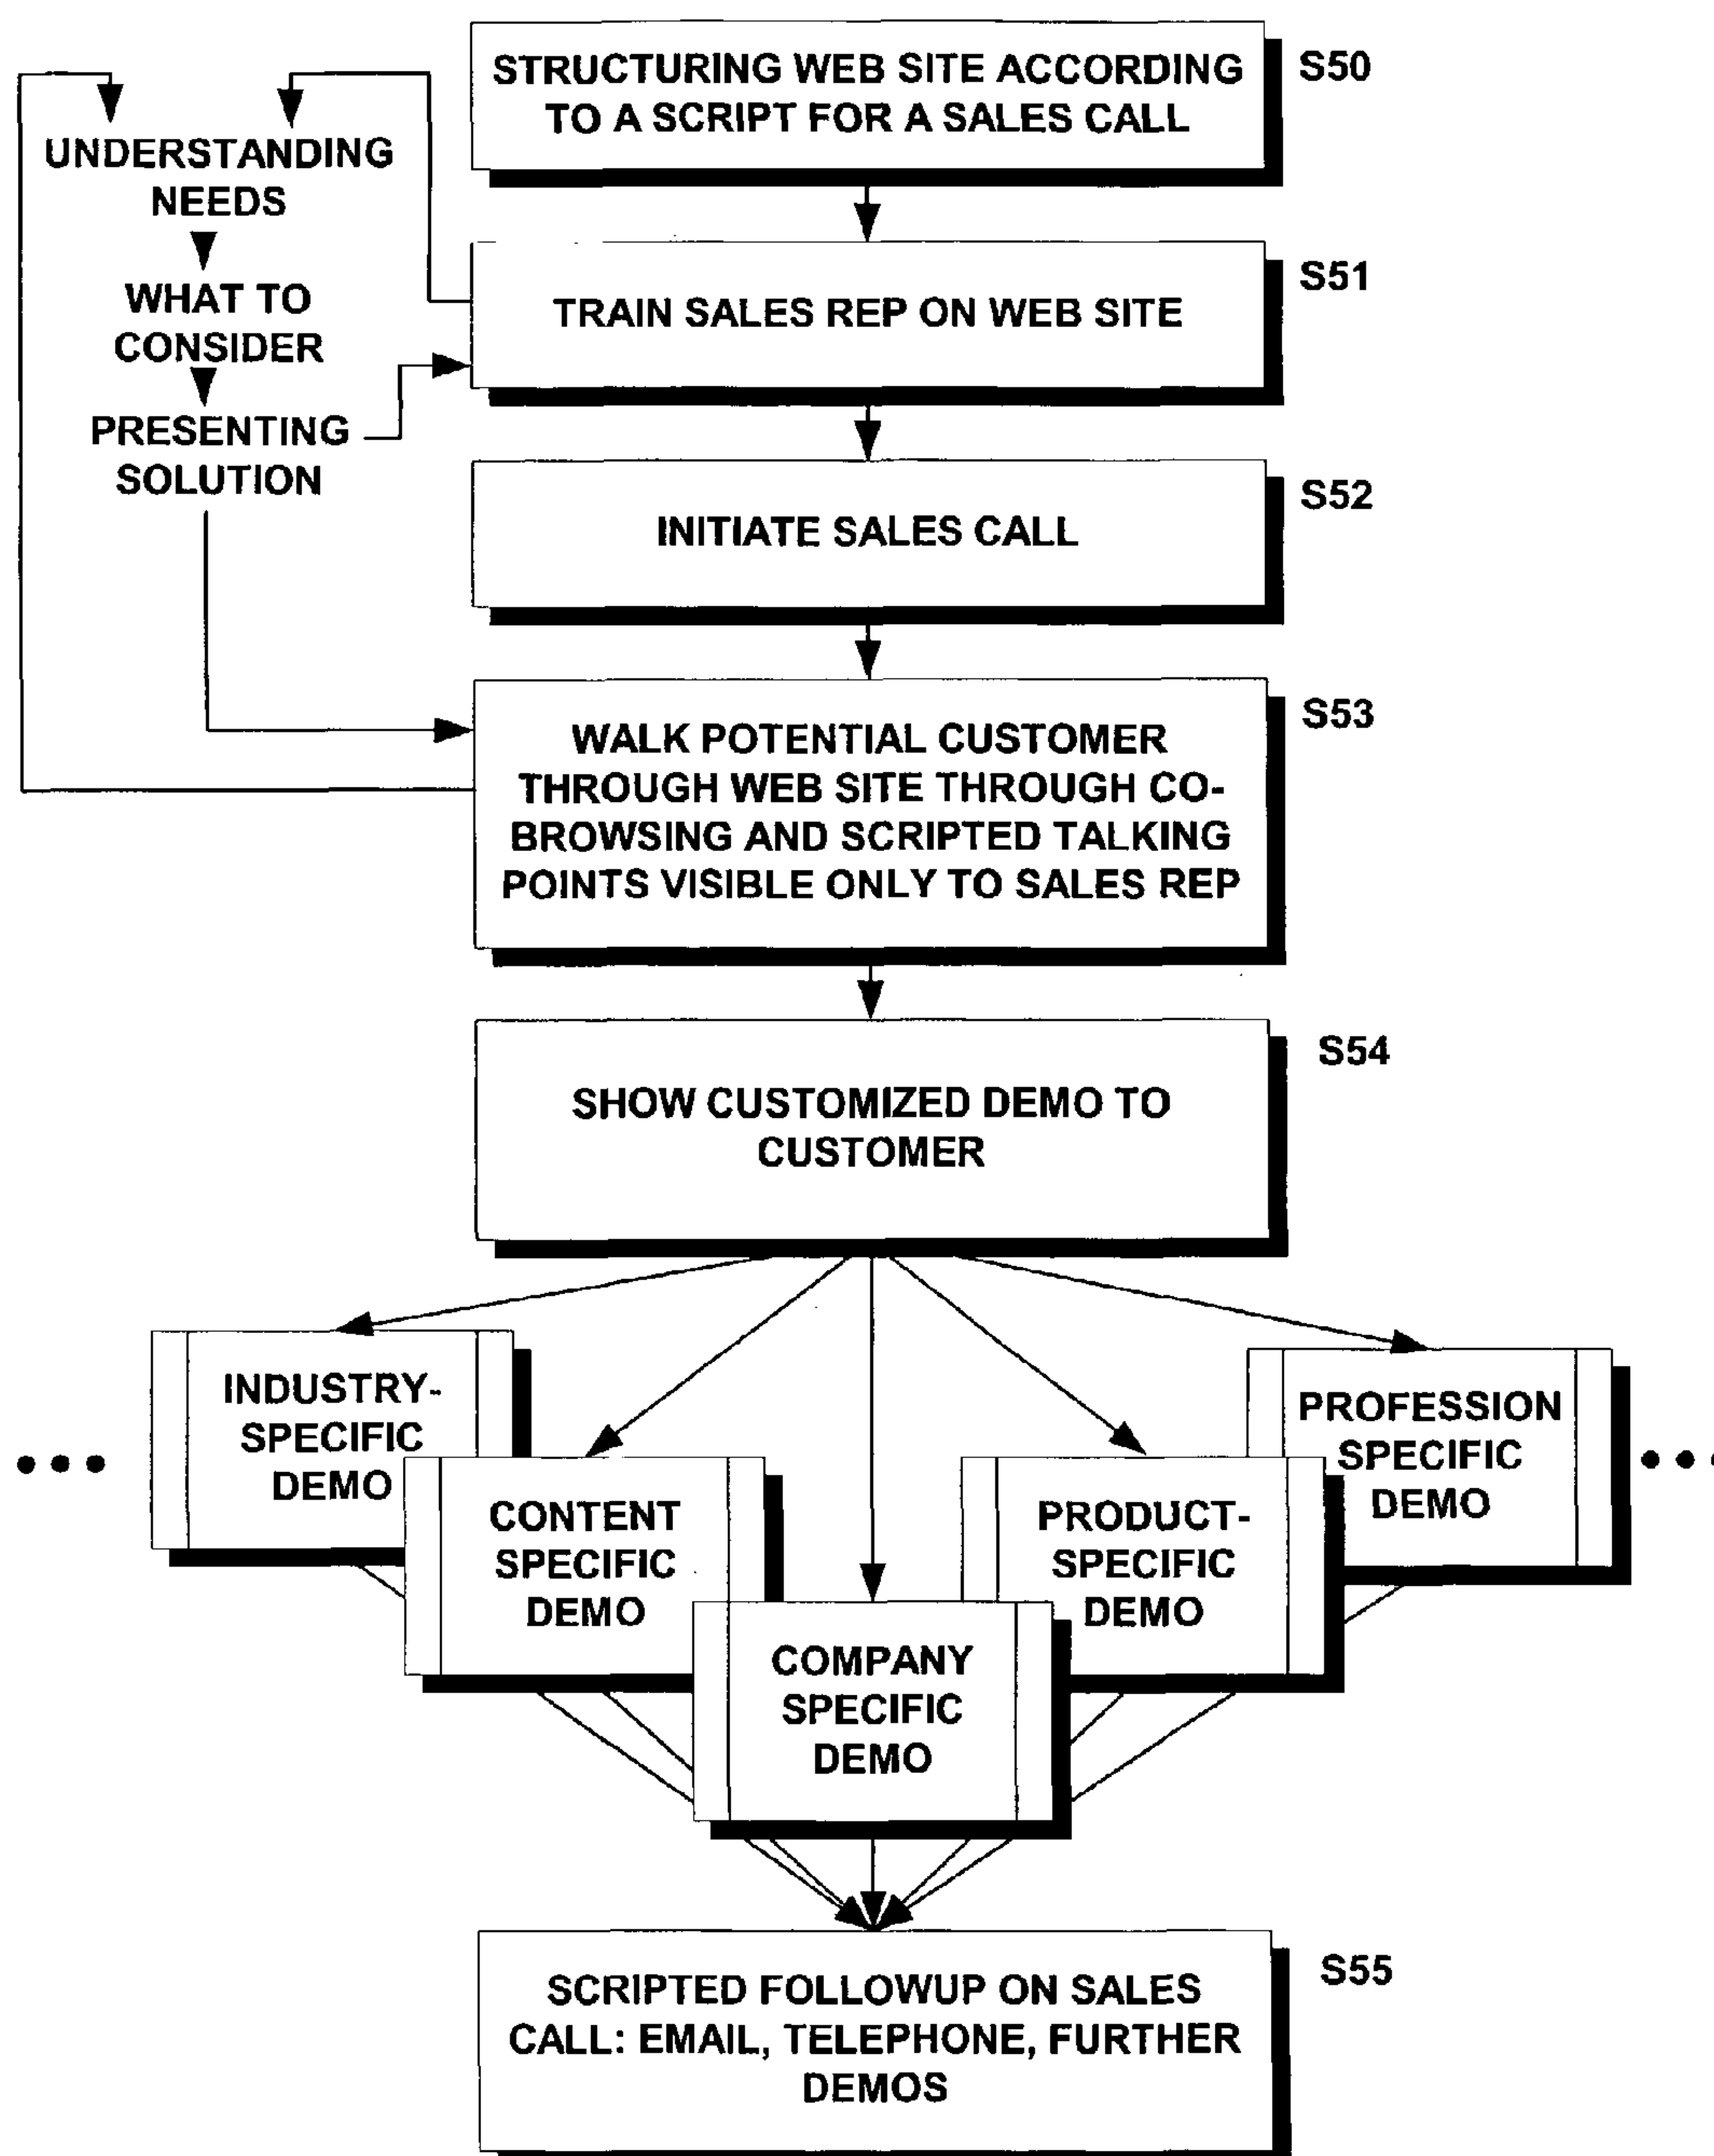 STRUCTURING WEB SITE ACCORDING
TO A SCRIPT FOR A SALES CALL
S50
UNDERSTANDING
NEEDS
WHAT TO
CONSIDER
PRESENTING
SOLUTION
TRAIN SALES REP ON WEB SITE
S51
INITIATE SALES CALL
S52
WALK POTENTIAL CUSTOMER
THROUGH WEB SITE THROUGH CO-
BROWSING AND SCRIPTED TALKING
POINTS VISIBLE ONLY TO SALES REP
S53
SHOW CUSTOMIZED DEMO TO
CUSTOMER
S54
INDUSTRY-
SPECIFIC
DEMO
CONTENT
SPECIFIC
DEMO
COMPANY
SPECIFIC
DEMO
PRODUCT-
SPECIFIC
DEMO
PROFESSION
SPECIFIC
DEMO
SCRIPTED FOLLOWUP ON SALES
CALL: EMAIL, TELEPHONE, FURTHER
DEMOS
S55